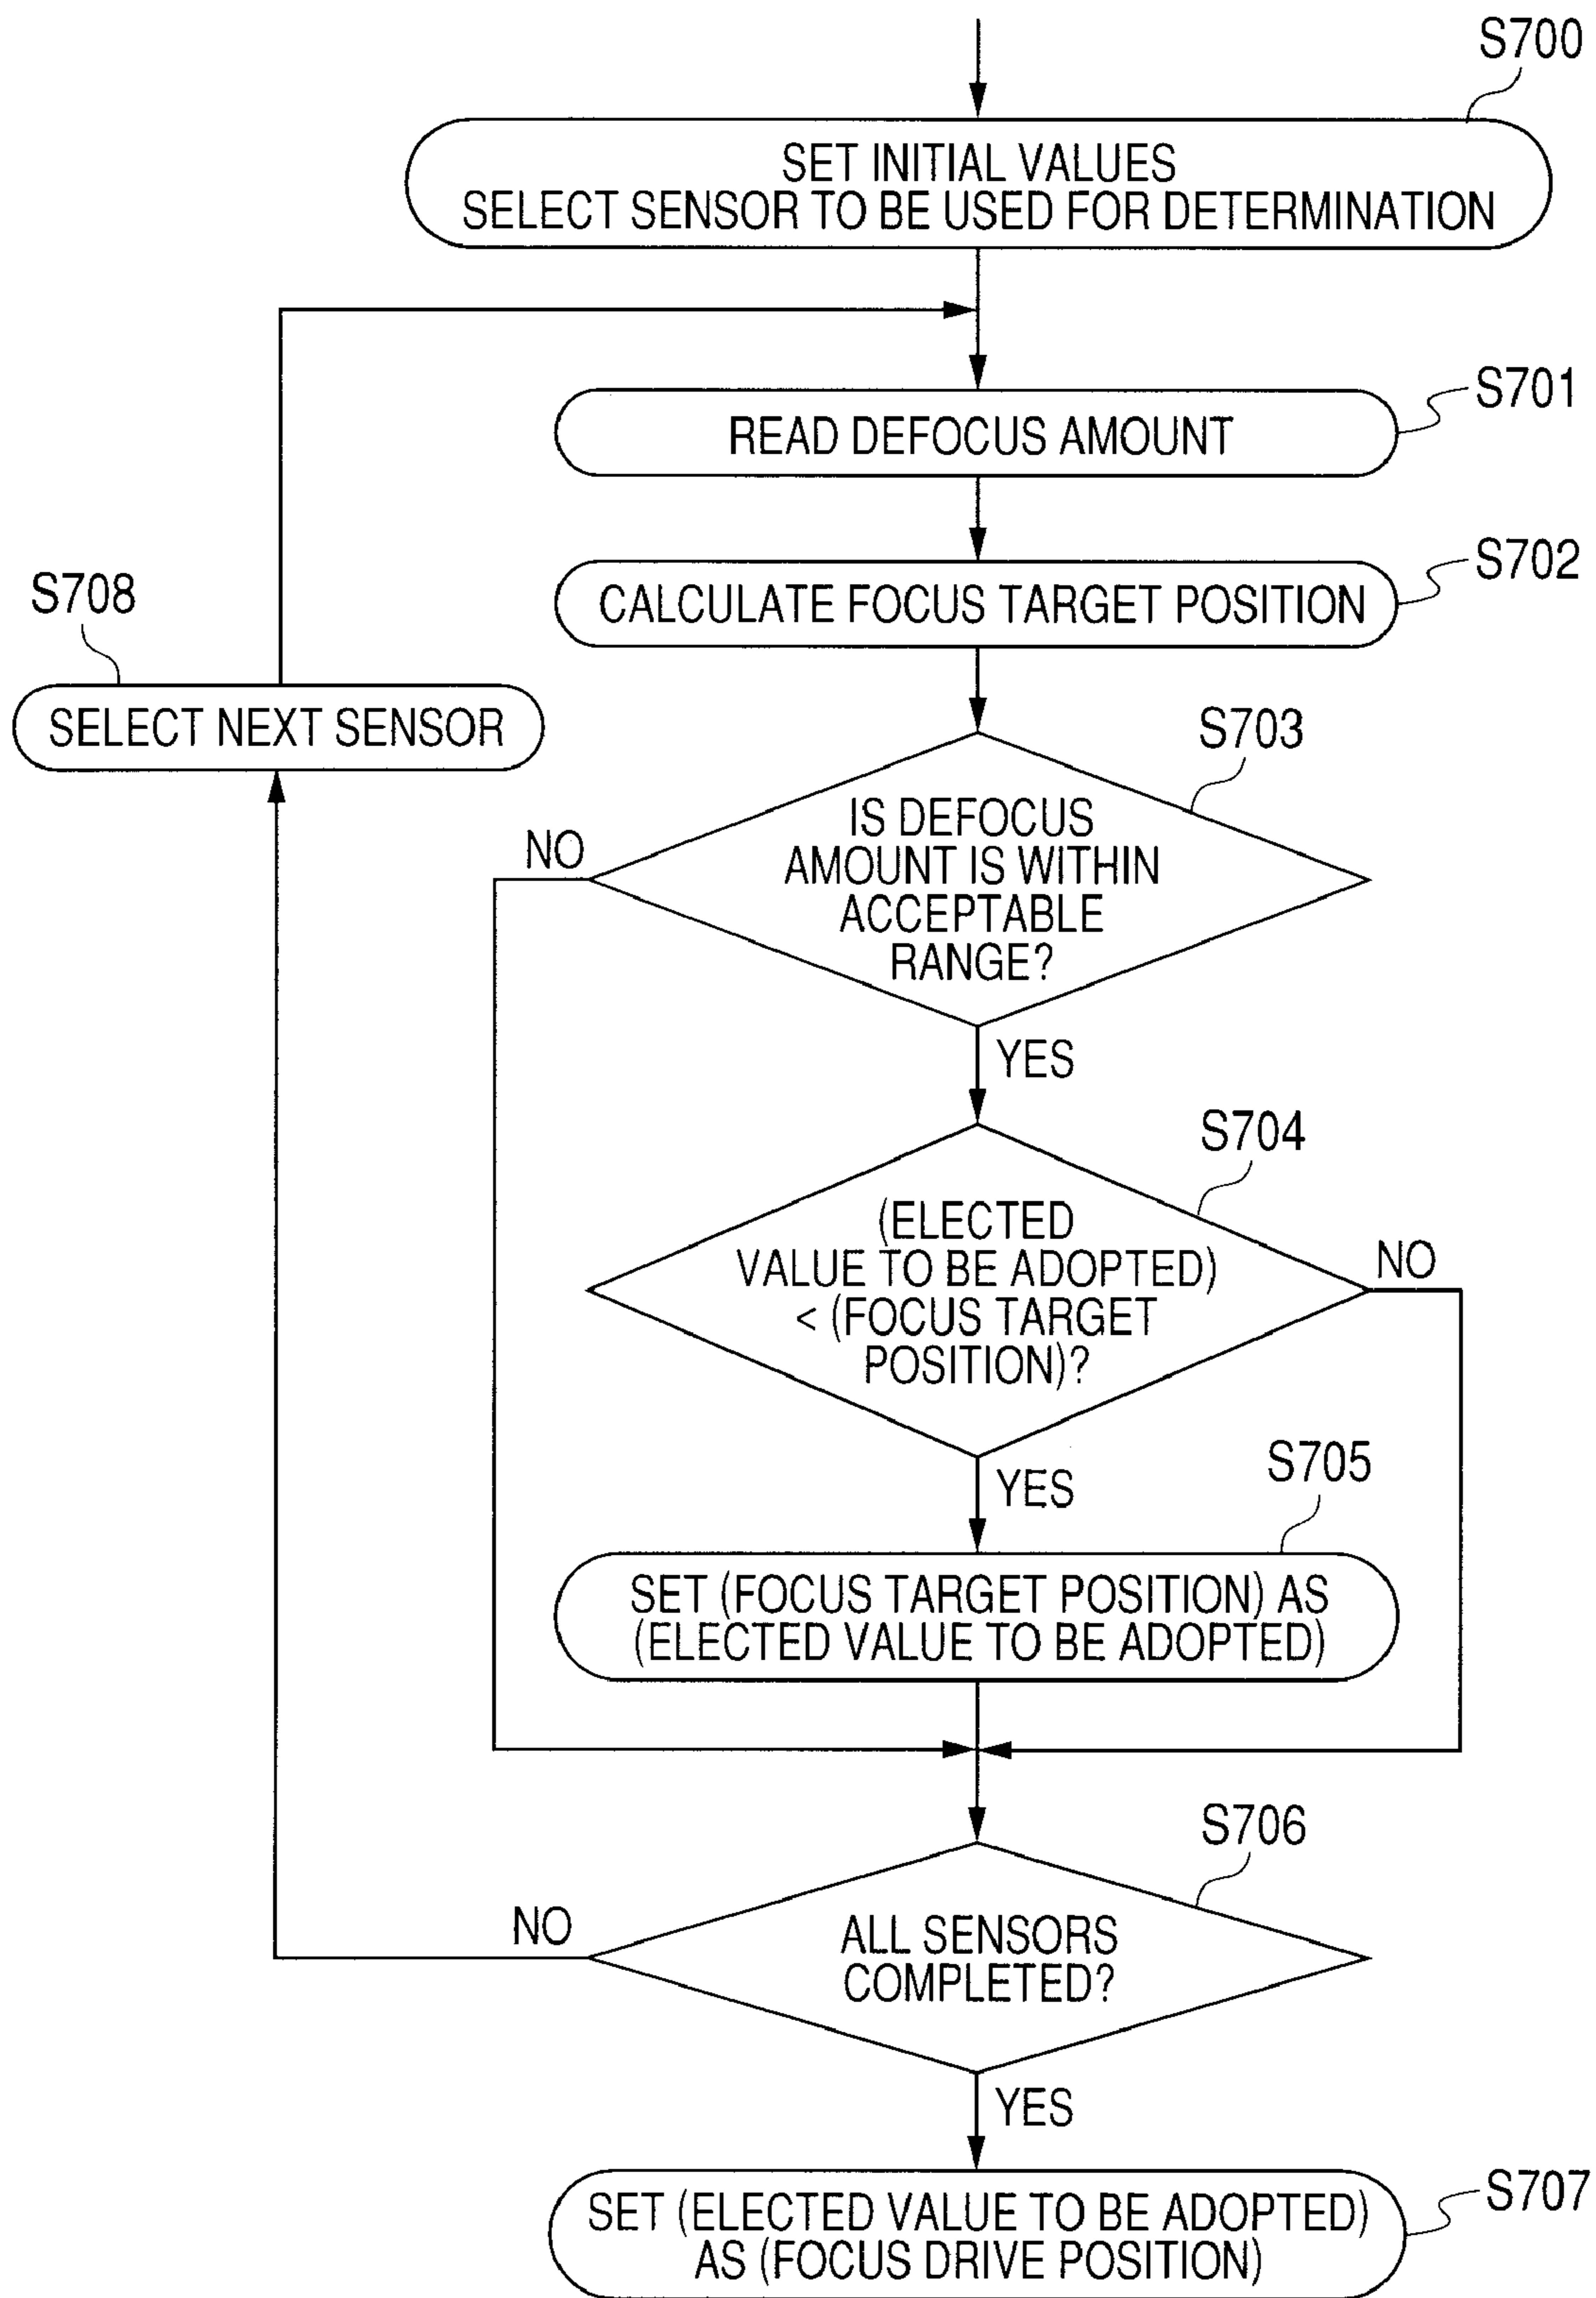 S700
SET INITIAL VALUES
SELECT SENSOR TO BE USED FOR DETERMINATION
S701
READ DEFOCUS AMOUNT
S702
CALCULATE FOCUS TARGET POSITION
S708
SELECT NEXT SENSOR
S703
IS DEFOCUS
AMOUNT IS WITHIN
ACCEPTABLE
RANGE?
NO
YES
S704
(ELECTED
VALUE TO BE ADOPTED)
< (FOCUS TARGET
POSITION)?
NO
YES
S705
SET (FOCUS TARGET POSITION) AS
(ELECTED VALUE TO BE ADOPTED)
S706
ALL SENSORS
COMPLETED?
NO
YES
S707
SET (ELECTED VALUE TO BE ADOPTED)
AS (FOCUS DRIVE POSITION)